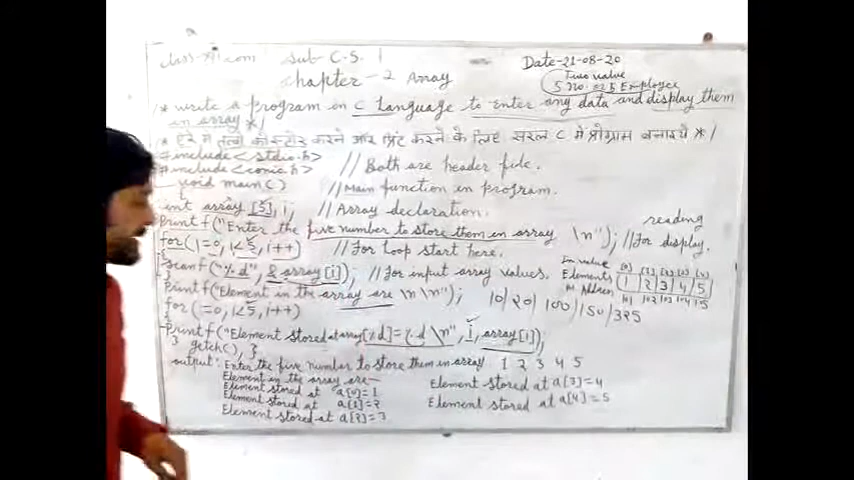 Class-XI com Sub-C.S.
Date-21-08-20
Chapter-2 Array
Two value
S.No. of 5 Employee
/* write a program on C Language to enter any data and display them
in array */
/* एरे में तत्वों को स्टोर करने और प्रिंट करने के लिए सरल C में प्रोग्राम बनाइये */
#include <stdio.h>
#include <conio.h> // Both are header file.
void main() // Main function in program.
{
int array [5], i; // Array declaration.
Printf("Enter the five number to store them in array \n"); // For display.
reading
for(i=0, i<5, i++) // For Loop start here.
{
Scanf("%d", & array[i]); // For input array values.
}
Printf("Element in the array are \n \n"); 10/20/100/150/325
value
Elements
[0] [1] [2] [3] [4]
1 2 3 4 5
101 102 103 104 105
for(i=0, i<5, i++)
{
Printf("Element stored at array [%d]=%d \n", i, array[i]);
} getch(); }
output: Enter the five number to store them in array 1 2 3 4 5
Element in the array are-
Element stored at a[0]=1
Element stored at a[1]=2
Element stored at a[2]=3
Element stored at a[3]=4
Element stored at a[4]=5